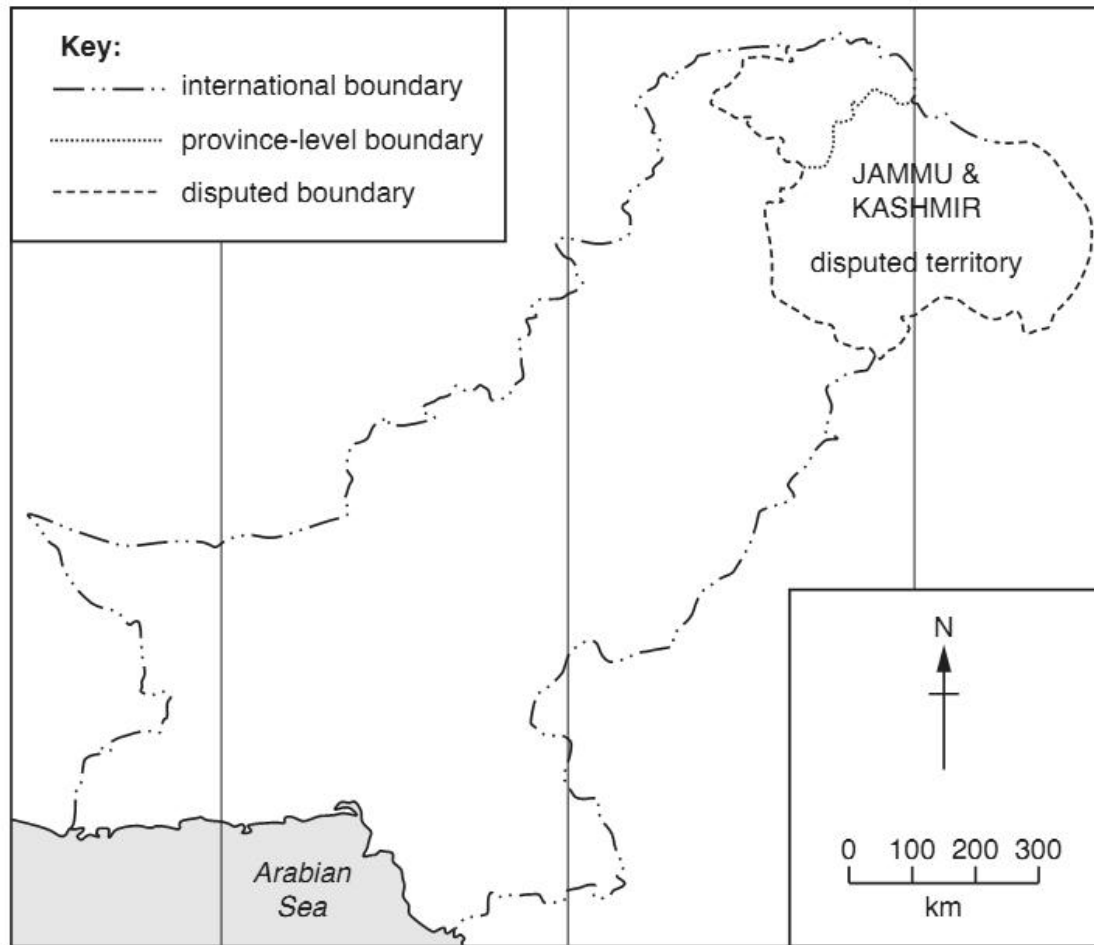 Key:
international boundary
province-level boundary
disputed boundary
JAMMU &
KASHMIR
disputed territory
N
0 100 200 300
km
Arabian
Sea